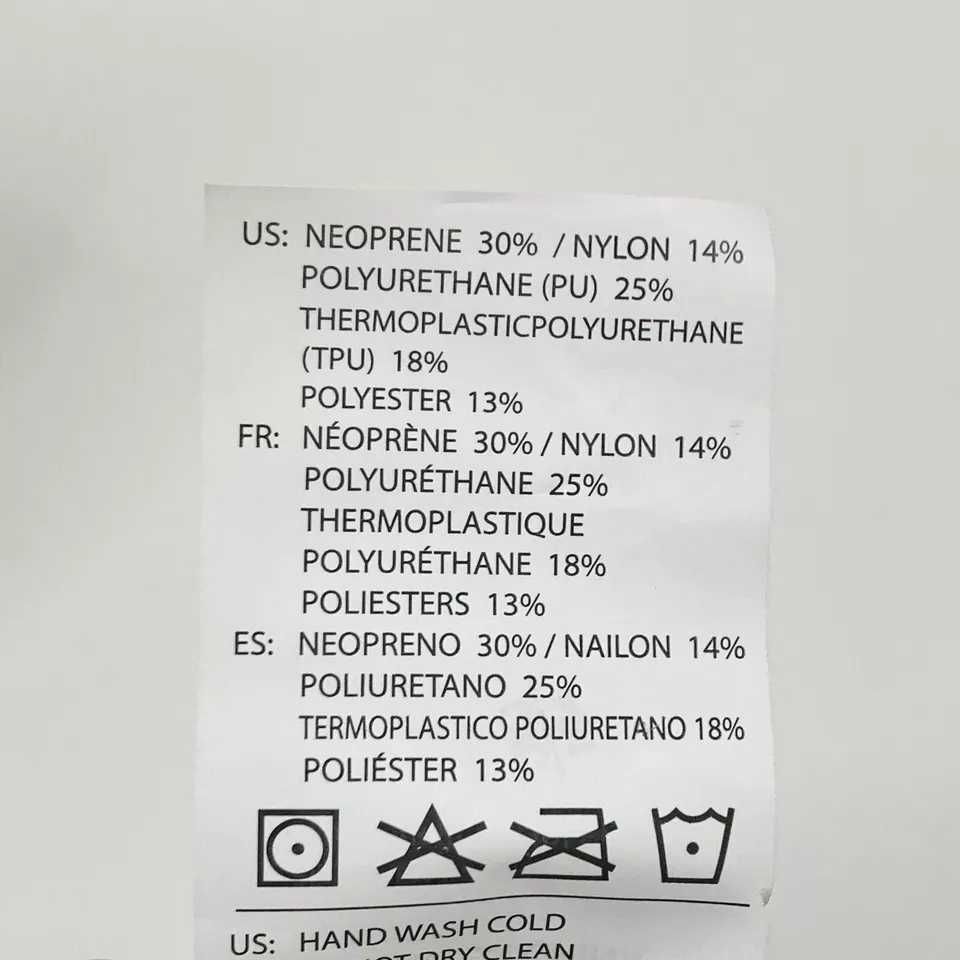 US: NEOPRENE 30% / NYLON 14%
POLYURETHANE (PU) 25%
THERMOPLASTICPOLYURETHANE
(TPU) 18%
POLYESTER 13%
FR: NÉOPRÈNE 30% / NYLON 14%
POLYURÉTHANE 25%
THERMOPLASTIQUE
POLYURÉTHANE 18%
POLIESTERS 13%
ES: NEOPRENO 30% / NAILON 14%
POLIURETANO 25%
TERMOPLASTICO POLIURETANO 18%
POLIÉSTER 13%
US: HAND WASH COLD
DRY CLEAN